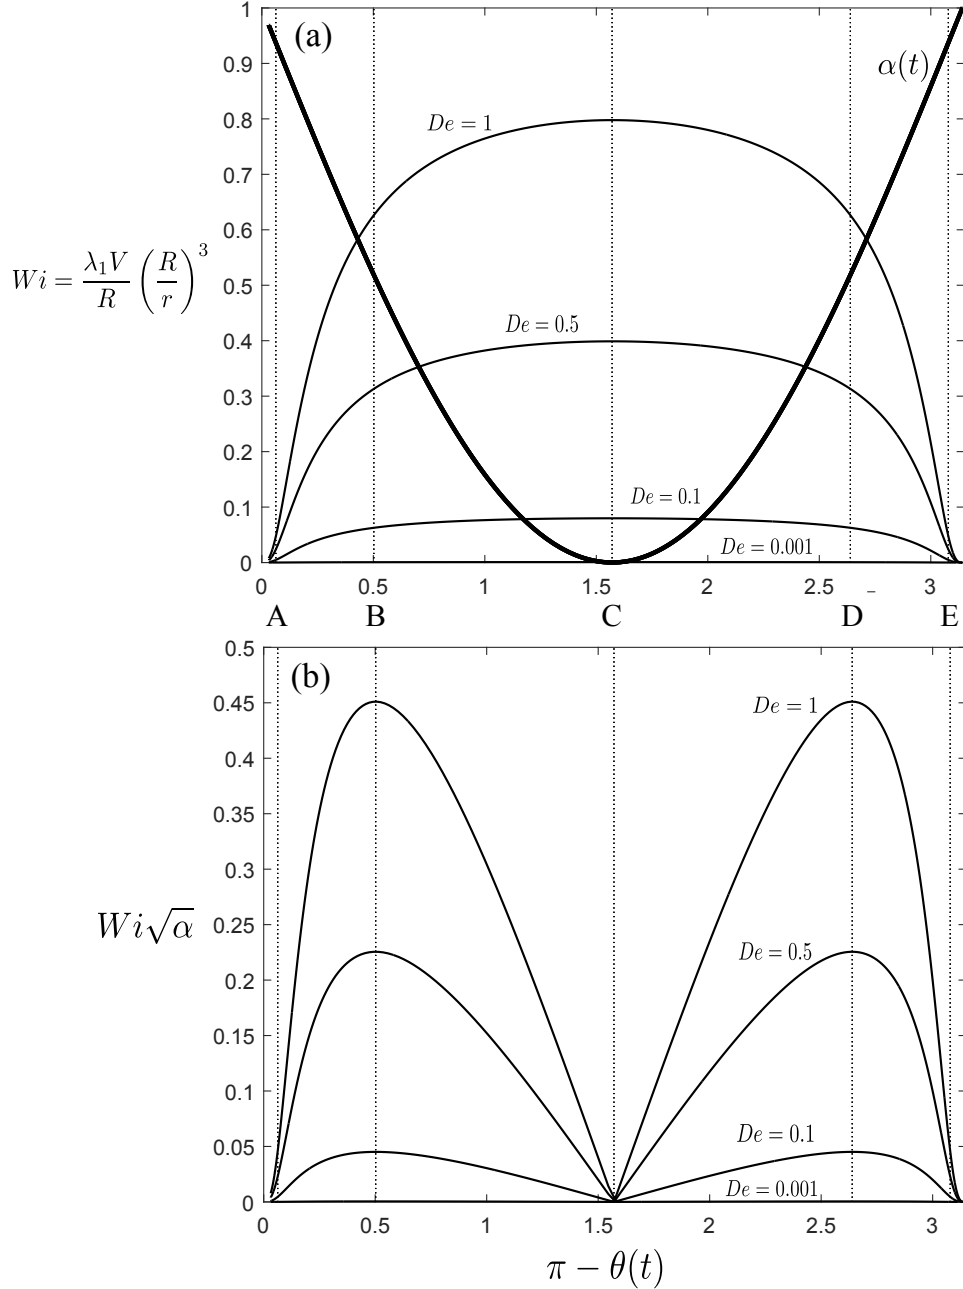 (a)
1
0.9
0.8
0.7
0.6
0.5
0.4
0.3
0.2
0.1
0
α(t)
De = 1
De = 0.5
De = 0.1
De = 0.001
Wi = λ₁V/R (R/r)³
0 0.5 1 1.5 2 2.5 3
A B C D E
(b)
0.5
0.45
0.4
0.35
0.3
0.25
0.2
0.15
0.1
0.05
0
De = 1
De = 0.5
De = 0.1
De = 0.001
Wi√α
0 0.5 1 1.5 2 2.5 3
π − θ(t)